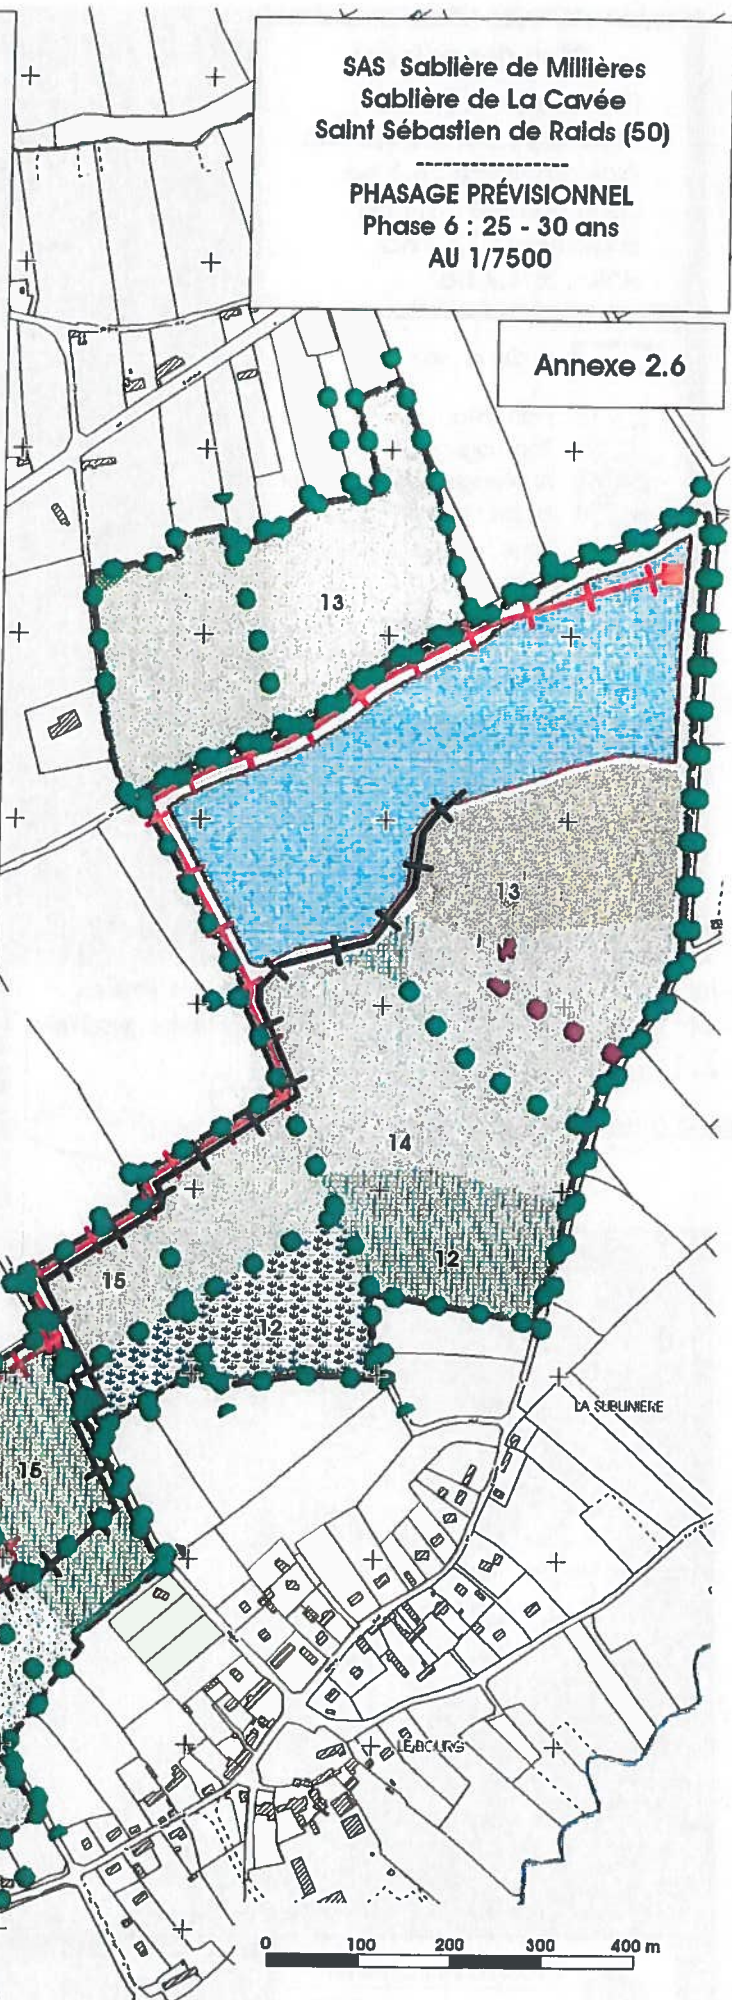 SAS Sablière de Millières
Sablière de La Cavée
Saint Sébastien de Raids (50)
-----------------
PHASAGE PRÉVISIONNEL
Phase 6 : 25 - 30 ans
AU 1/7500
Annexe 2.6
13
13
14
12
15
12
LA SUBLINIERE
15
LE BOURG
0 100 200 300 400 m